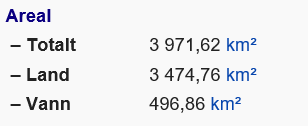 Areal
– Totalt 3 971,62 km²
– Land 3 474,76 km²
– Vann 496,86 km²